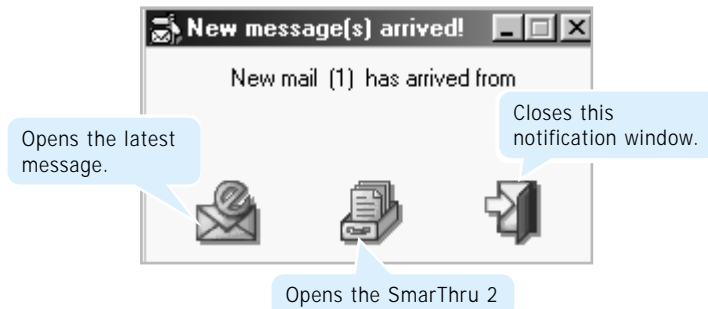 New message(s) arrived!
New mail (1) has arrived from
Closes this
notification window.
Opens the latest
message.
Opens the SmarThru 2